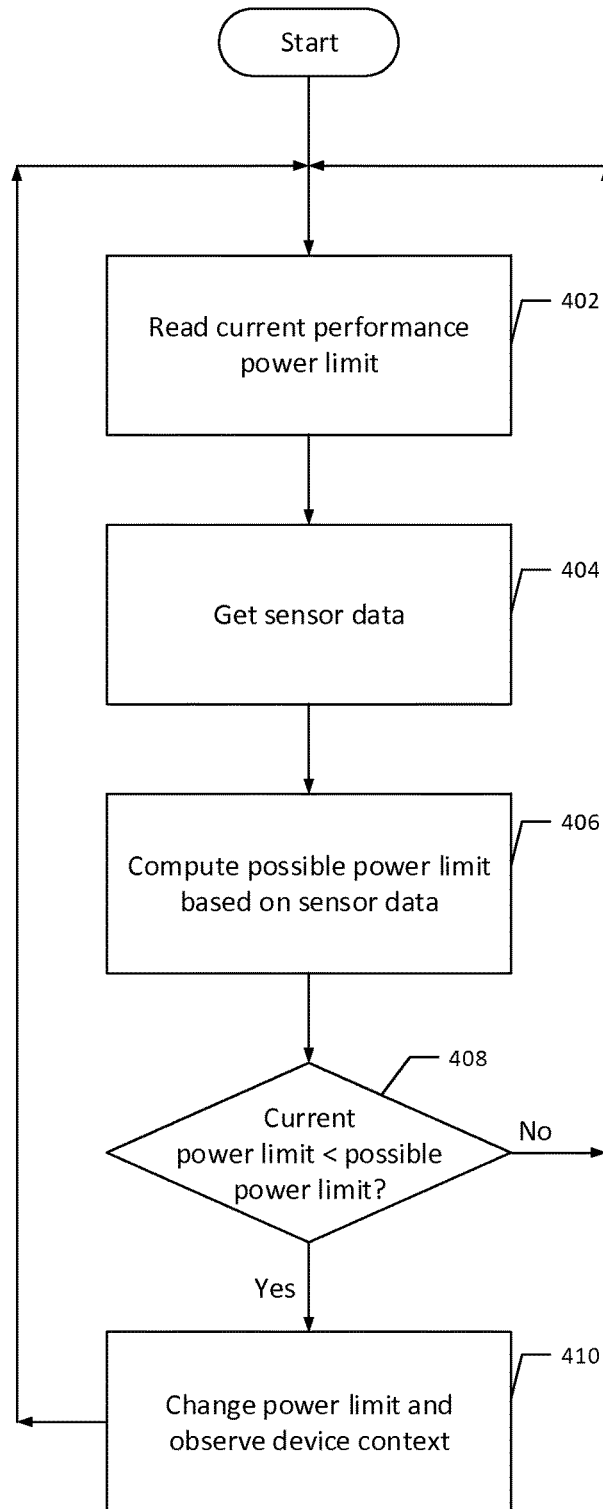 Start
Read current performance
power limit
402
Get sensor data
404
Compute possible power limit
based on sensor data
406
408
Current
power limit < possible
power limit?
No
Yes
Change power limit and
observe device context
410